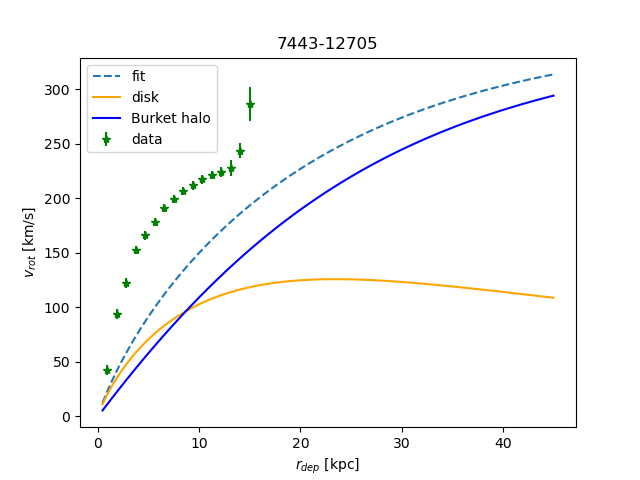 7443-12705
fit
disk
Burket halo
data
v_rot [km/s]
300
250
200
150
100
50
0
0 10 20 30 40
r_dep [kpc]